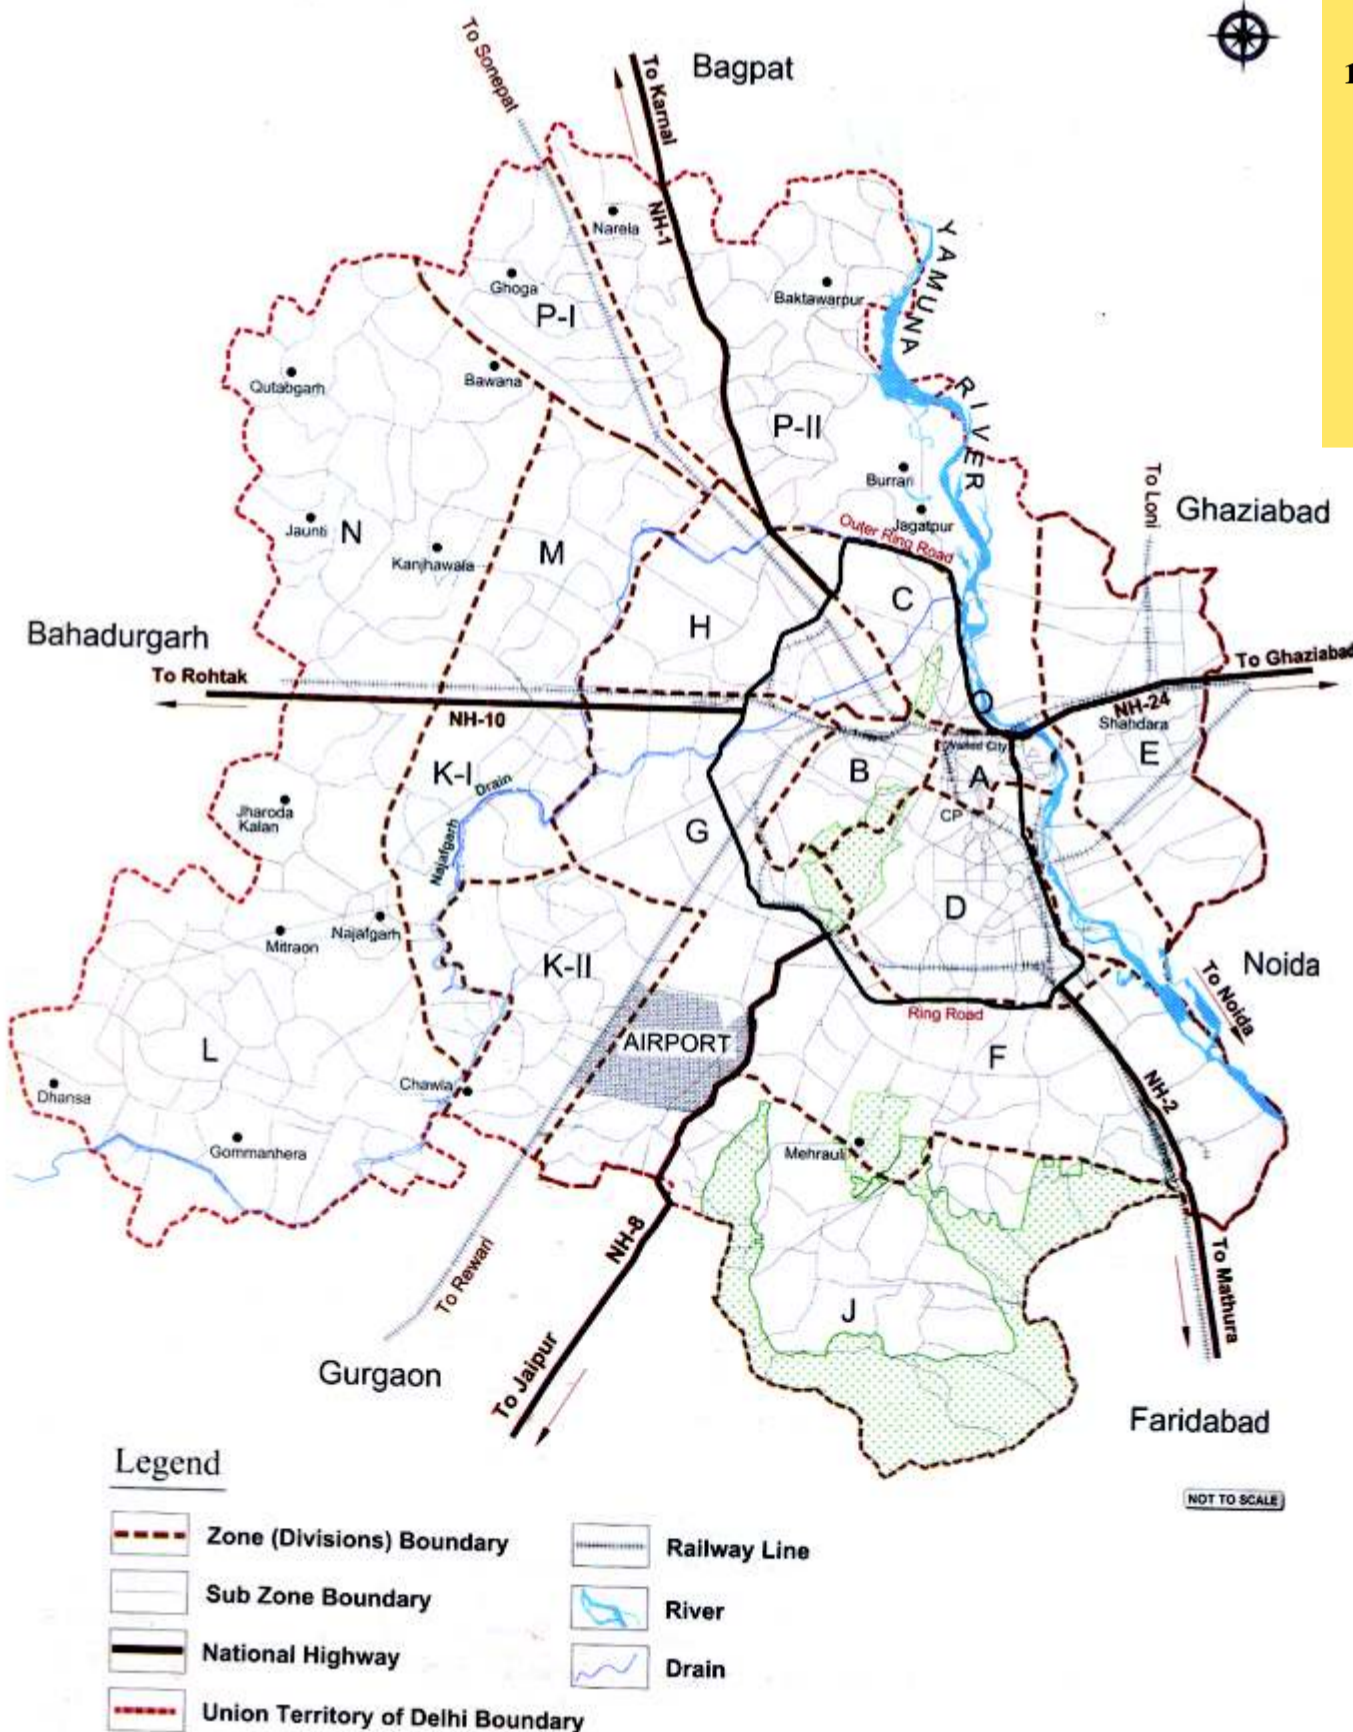 1
Bagpat
To Sonepat
To Karnal
NH-1
Narela
Ghoga
P-I
Baktawarpur
YAMUNA RIVER
Qutabgarh
Bawana
P-II
Burrari
Jagatpur
Outer Ring Road
To Loni
Ghaziabad
Jaunti
N
Kanjhawala
M
C
H
Bahadurgarh
To Rohtak
NH-10
O
To Ghaziabad
NH-24
Shahdara
Walled City
E
K-I
Drain
Najafgarh
B
A
CP
Jharoda
Kalan
G
D
Mitraon
Najafgarh
K-II
Noida
To Noida
Ring Road
AIRPORT
F
L
Dhansa
Chawla
NH-2
Gommanhera
Mehrauli
NH-8
To Rewari
To Mathura
J
Gurgaon
To Jaipur
Faridabad
Legend
NOT TO SCALE
Zone (Divisions) Boundary
Railway Line
Sub Zone Boundary
River
National Highway
Drain
Union Territory of Delhi Boundary